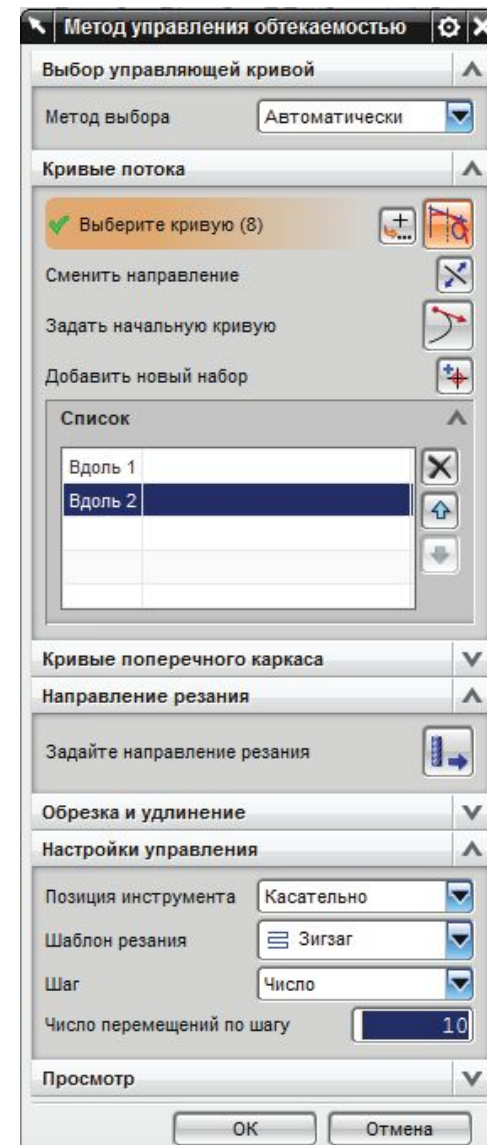 Метод управления обтекаемостью
Выбор управляющей кривой
Метод выбора Автоматически
Кривые потока
Выберите кривую (8)
Сменить направление
Задать начальную кривую
Добавить новый набор
Список
Вдоль 1
Вдоль 2
Кривые поперечного каркаса
Направление резания
Задайте направление резания
Обрезка и удлинение
Настройки управления
Позиция инструмента Касательно
Шаблон резания Зигзаг
Шаг Число
Число перемещений по шагу 10
Просмотр
ОК Отмена